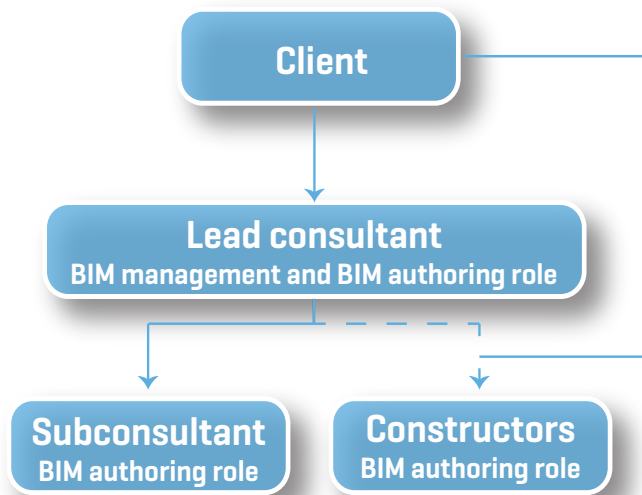 Client
Lead consultant
BIM management and BIM authoring role
Subconsultant
BIM authoring role
Constructors
BIM authoring role